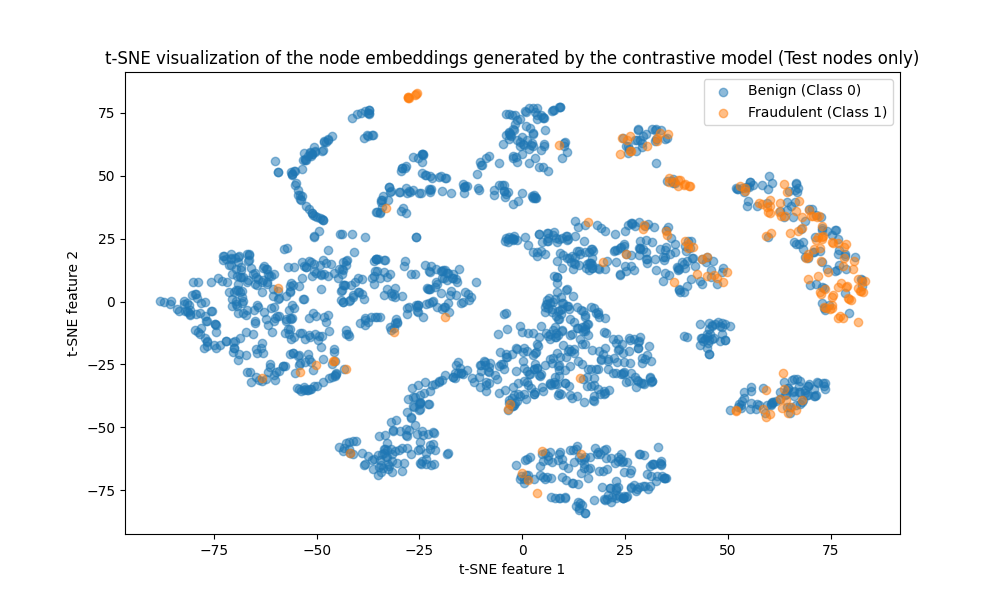 t-SNE visualization of the node embeddings generated by the contrastive model (Test nodes only)
Benign (Class 0)
Fraudulent (Class 1)
t-SNE feature 2
75
50
25
0
−25
−50
−75
−75
−50
−25
0
25
50
75
t-SNE feature 1